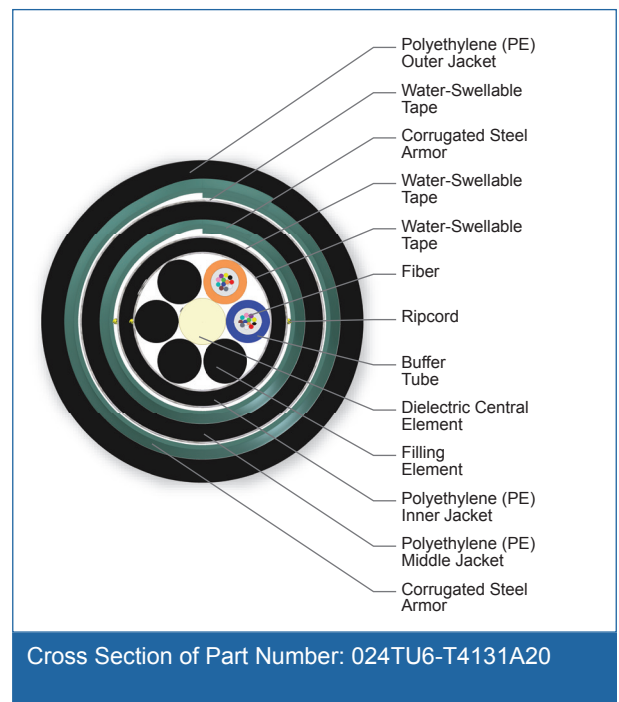 Polyethylene (PE)
Outer Jacket
Water-Swellable
Tape
Corrugated Steel
Armor
Water-Swellable
Tape
Water-Swellable
Tape
Fiber
Ripcord
Buffer
Tube
Dielectric Central
Element
Filling
Element
Polyethylene (PE)
Inner Jacket
Polyethylene (PE)
Middle Jacket
Corrugated Steel
Armor
Cross Section of Part Number: 024TU6-T4131A20